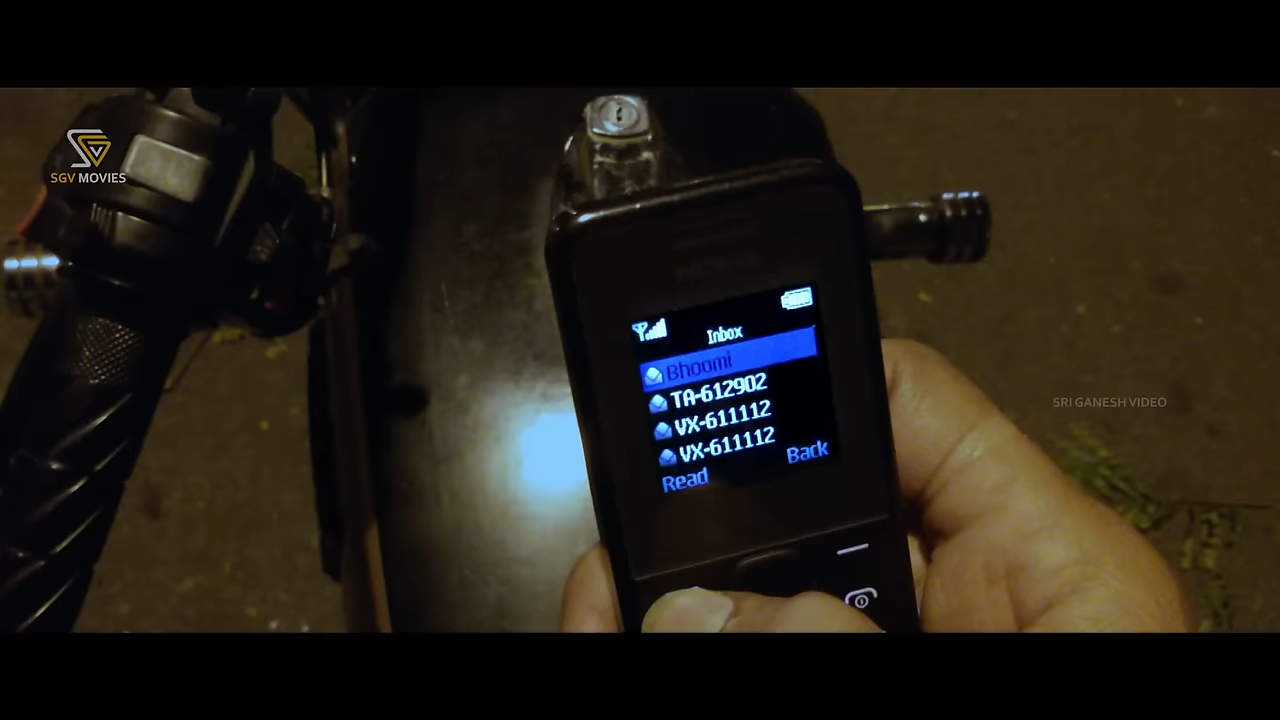 SGV MOVIES
Inbox
Bhoomi
TA-612902
VX-611112
VX-611112
Read
Back
SRI GANESH VIDEO